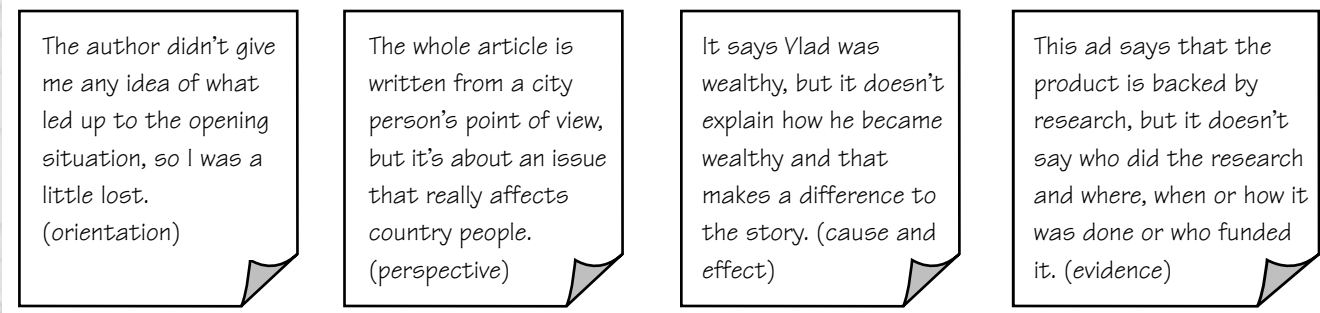 The author didn't give
me any idea of what
led up to the opening
situation, so I was a
little lost.
(orientation)
The whole article is
written from a city
person's point of view,
but it's about an issue
that really affects
country people.
(perspective)
It says Vlad was
wealthy, but it doesn't
explain how he became
wealthy and that
makes a difference to
the story. (cause and
effect)
This ad says that the
product is backed by
research, but it doesn't
say who did the research
and where, when or how it
was done or who funded
it. (evidence)